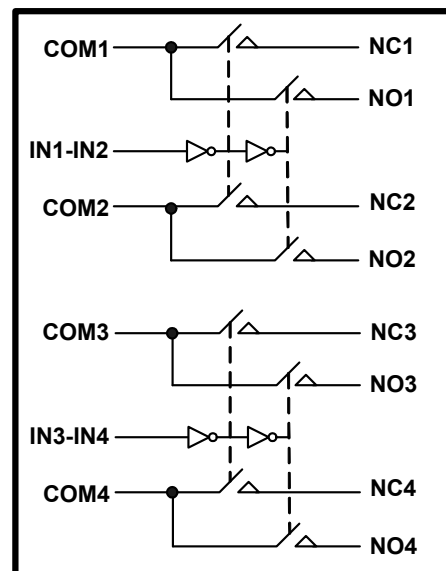 COM1 NC1
NO1
IN1-IN2
COM2 NC2
NO2
COM3 NC3
NO3
IN3-IN4
COM4 NC4
NO4